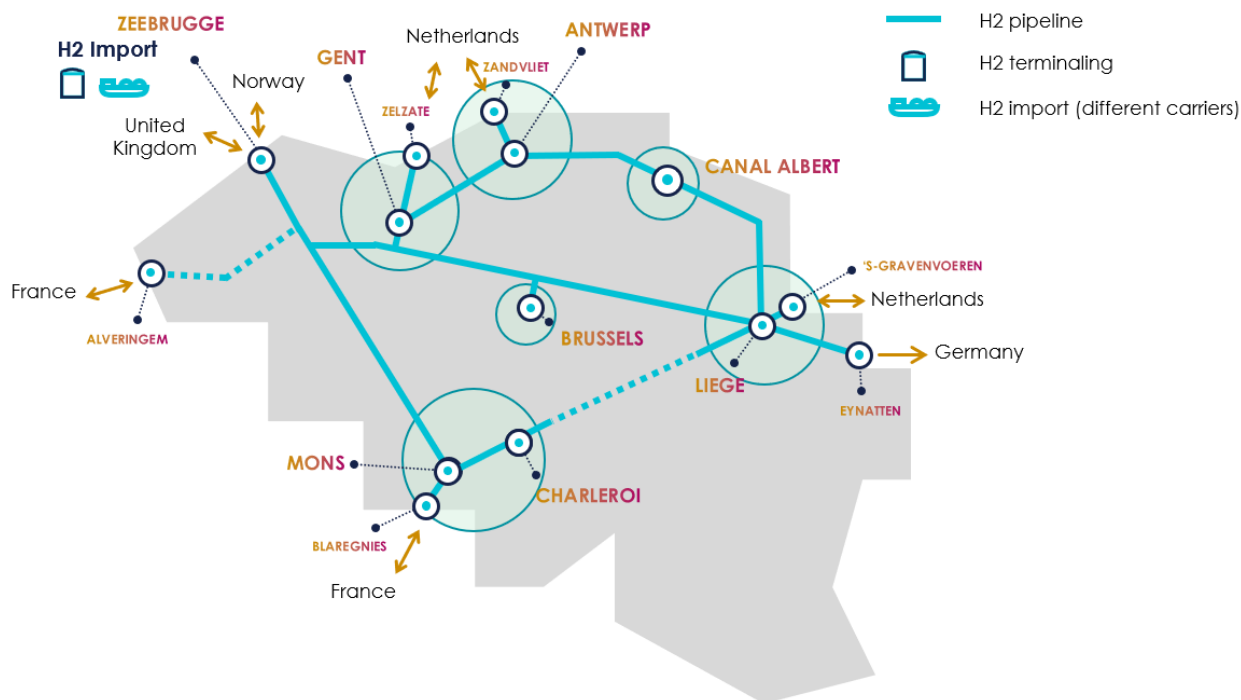 ZEEBRUGGE
H2 Import
Norway
United
Kingdom
GENT
Netherlands
ANTWERP
ZANDVLIET
ZELZATE
H2 pipeline
H2 terminaling
H2 import (different carriers)
CANAL ALBERT
'S-GRAVENVOEREN
Netherlands
France
ALVERINGEM
BRUSSELS
Germany
LIEGE
EYNATTEN
MONS
CHARLEROI
BLAREGNIES
France